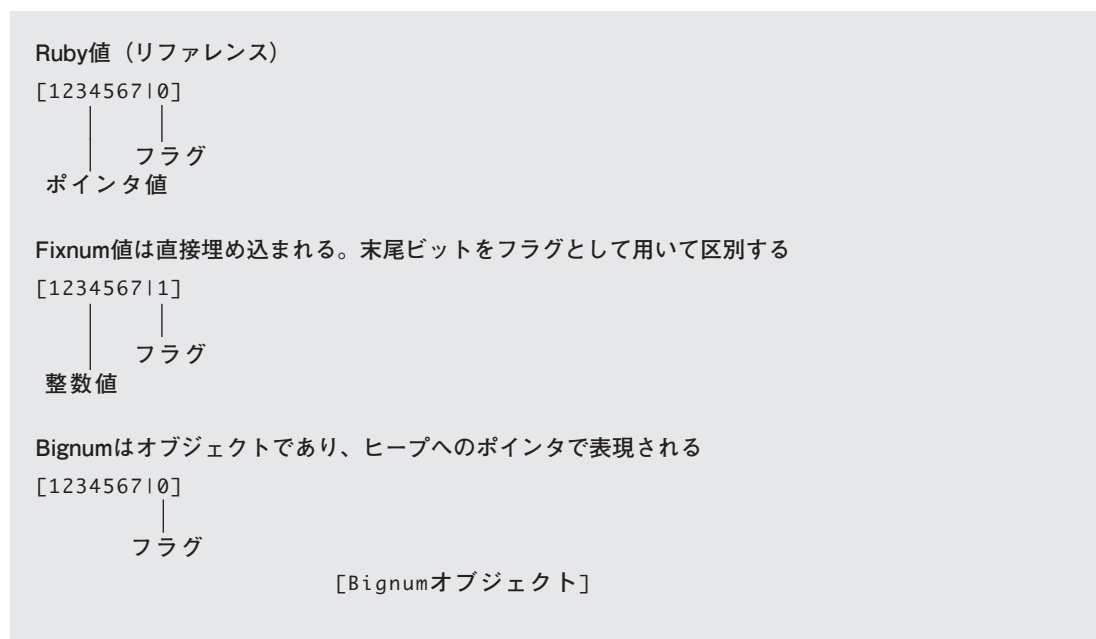 Ruby値（リファレンス）
[1234567|0]
フラグ
ポインタ値
Fixnum値は直接埋め込まれる。末尾ビットをフラグとして用いて区別する
[1234567|1]
フラグ
整数値
Bignumはオブジェクトであり、ヒープへのポインタで表現される
[1234567|0]
フラグ
[Bignumオブジェクト]